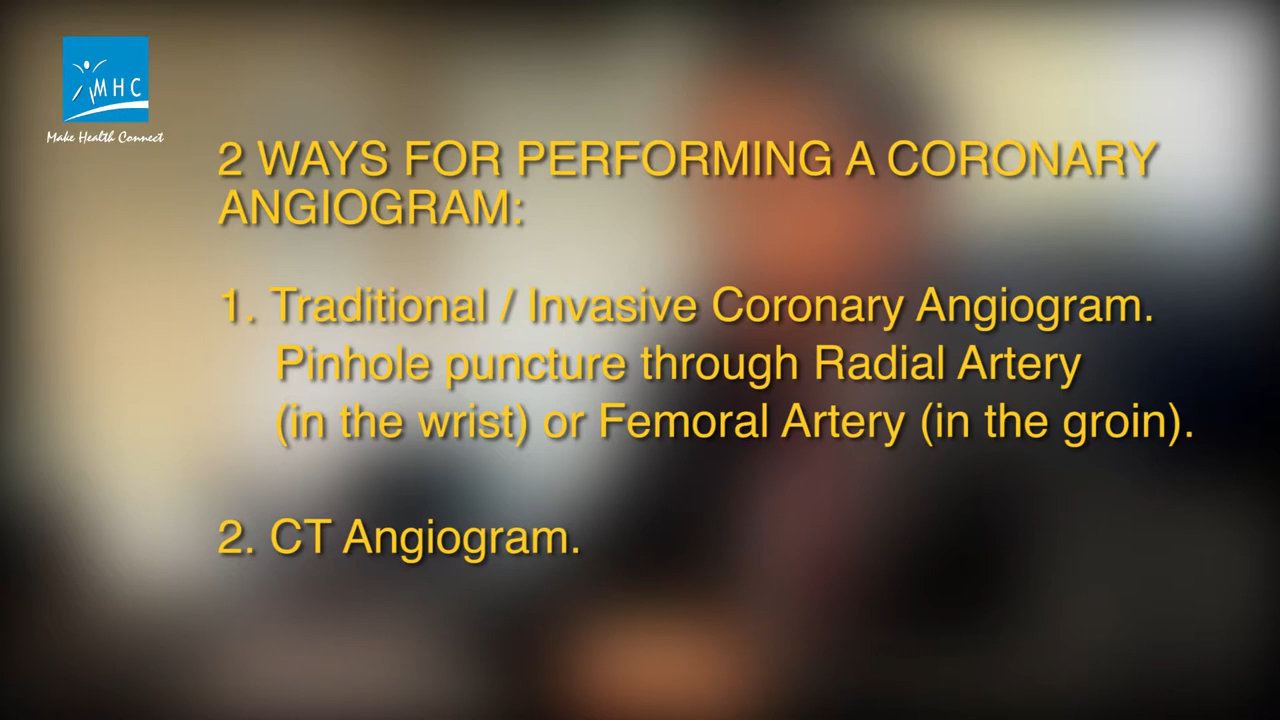 MHC
Make Health Connect
2 WAYS FOR PERFORMING A CORONARY
ANGIOGRAM:
1. Traditional / Invasive Coronary Angiogram.
Pinhole puncture through Radial Artery
(in the wrist) or Femoral Artery (in the groin).
2. CT Angiogram.